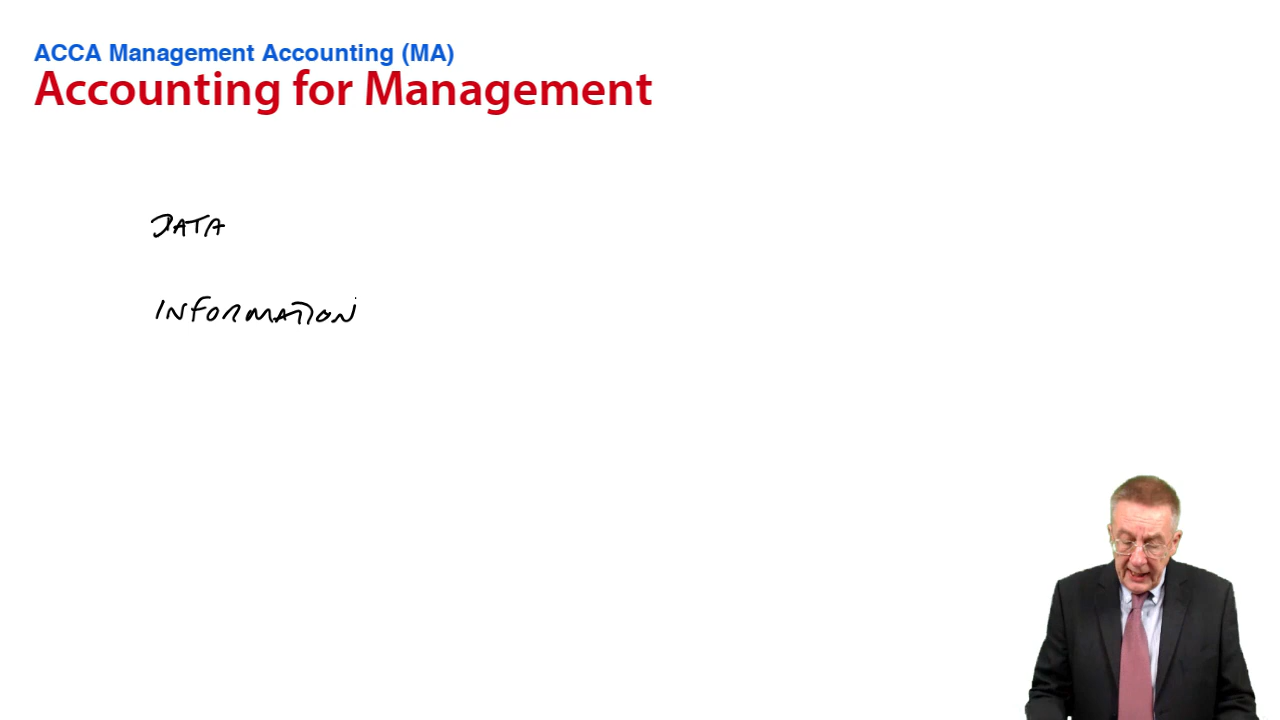 ACCA Management Accounting (MA)
Accounting for Management
DATA
INFORMATION